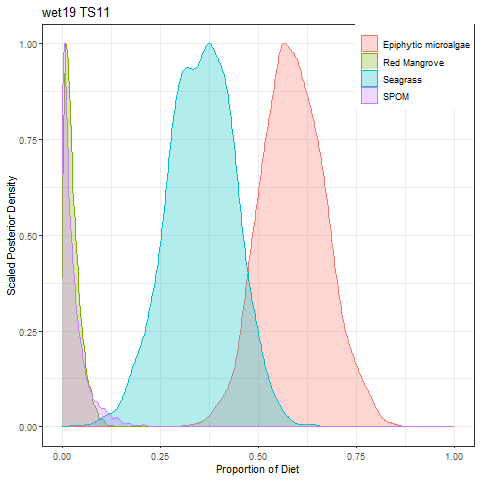 wet19 TS11
Epiphytic microalgae
Red Mangrove
Seagrass
SPOM
1.00
0.75
0.50
0.25
0.00
Scaled Posterior Density
0.00 0.25 0.50 0.75 1.00
Proportion of Diet